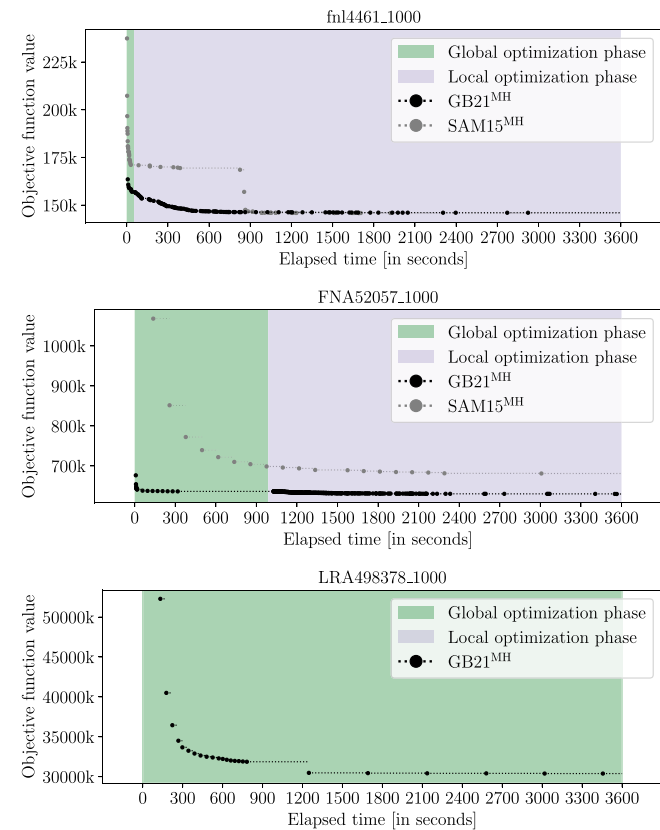 fnl4461_1000
Objective function value
225k
200k
175k
150k
Global optimization phase
Local optimization phase
GB21^MH
SAM15^MH
0 300 600 900 1200 1500 1800 2100 2400 2700 3000 3300 3600
Elapsed time [in seconds]
FNA52057_1000
Objective function value
1000k
900k
800k
700k
Global optimization phase
Local optimization phase
GB21^MH
SAM15^MH
0 300 600 900 1200 1500 1800 2100 2400 2700 3000 3300 3600
Elapsed time [in seconds]
LRA498378_1000
Objective function value
50000k
45000k
40000k
35000k
30000k
Global optimization phase
Local optimization phase
GB21^MH
0 300 600 900 1200 1500 1800 2100 2400 2700 3000 3300 3600
Elapsed time [in seconds]